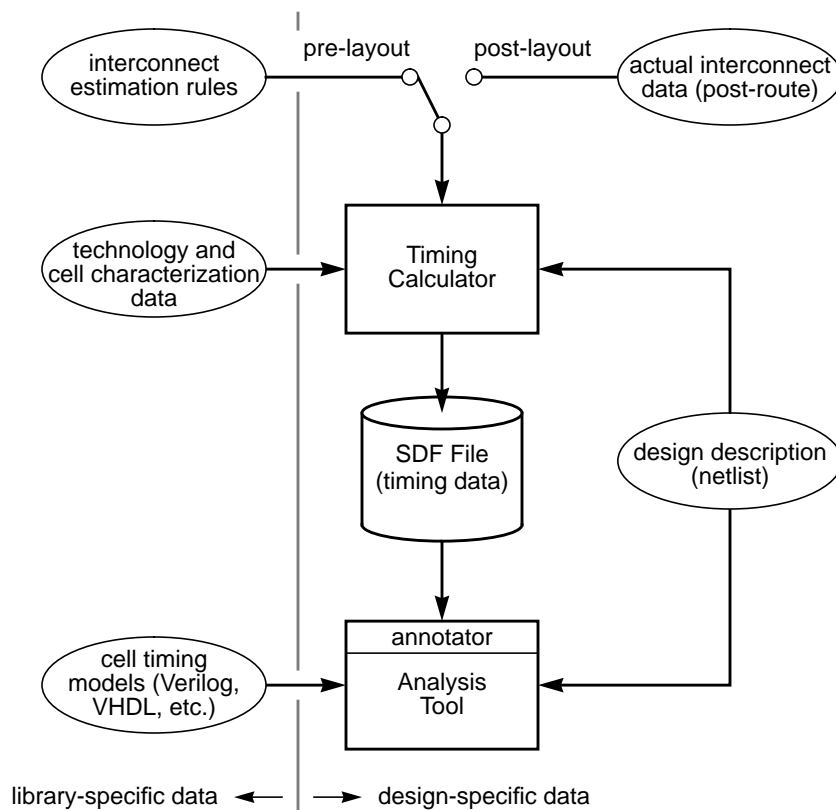 pre-layout
post-layout
interconnect
estimation rules
actual interconnect
data (post-route)
technology and
cell characterization
data
Timing
Calculator
SDF File
(timing data)
design description
(netlist)
annotator
cell timing
models (Verilog,
VHDL, etc.)
Analysis
Tool
library-specific data
design-specific data